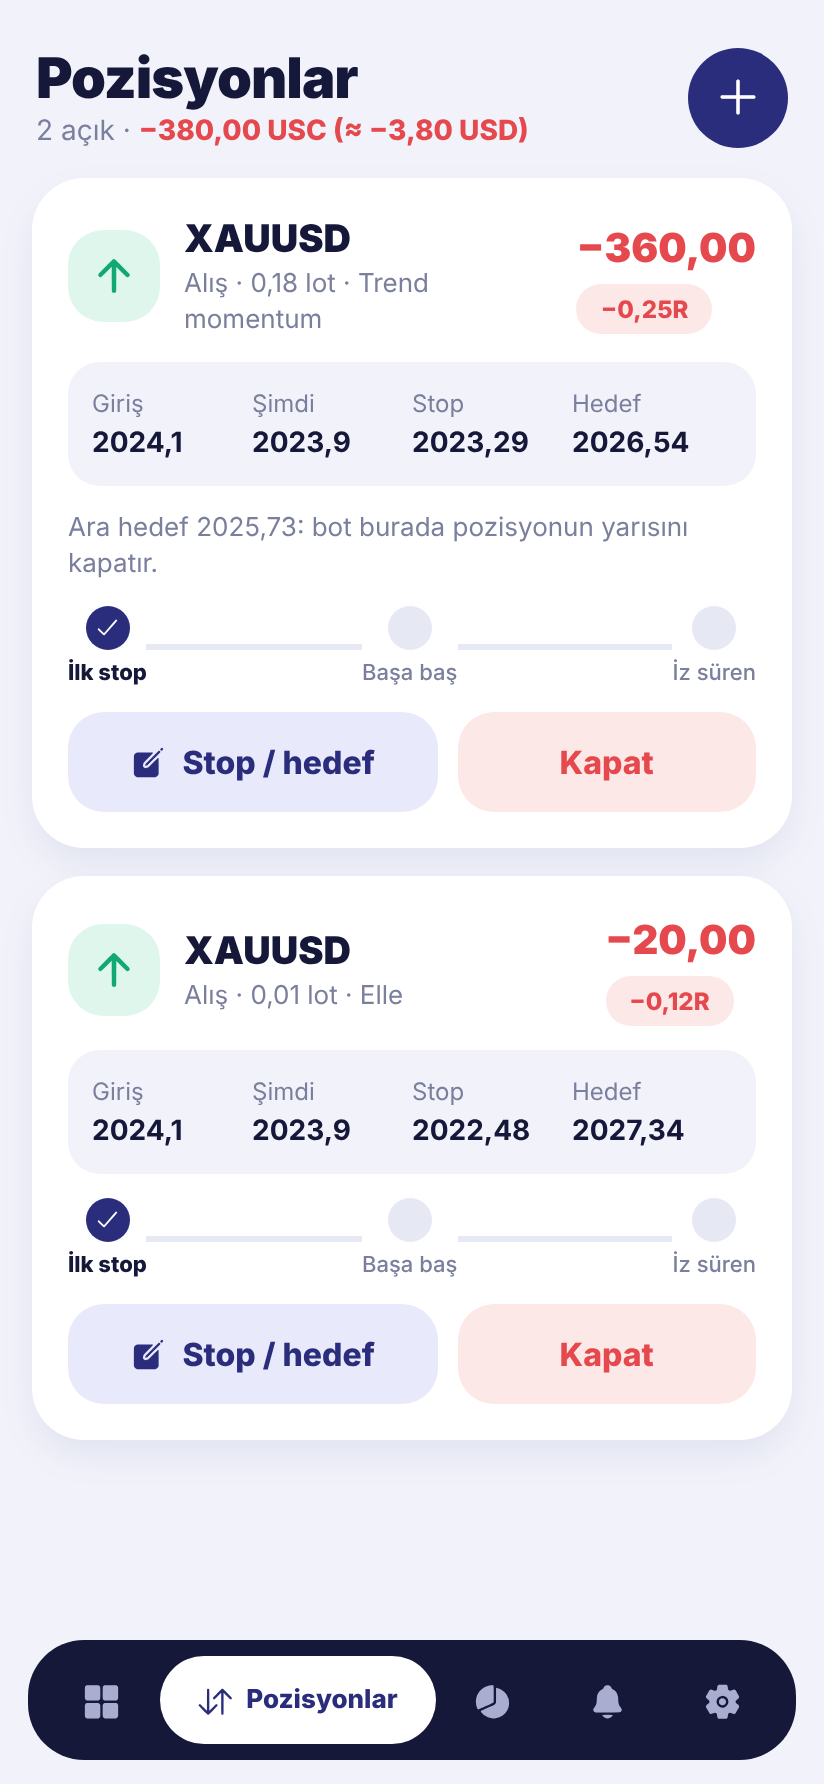 Pozisyonlar
2 açık · −380,00 USC (≈ −3,80 USD)
XAUUSD
Alış · 0,18 lot · Trend
momentum
−360,00
−0,25R
Giriş Şimdi Stop Hedef
2024,1 2023,9 2023,29 2026,54
Ara hedef 2025,73: bot burada pozisyonun yarısını
kapatır.
İlk stop Başa baş İz süren
Stop / hedef Kapat
XAUUSD
Alış · 0,01 lot · Elle
−20,00
−0,12R
Giriş Şimdi Stop Hedef
2024,1 2023,9 2022,48 2027,34
İlk stop Başa baş İz süren
Stop / hedef Kapat
Pozisyonlar